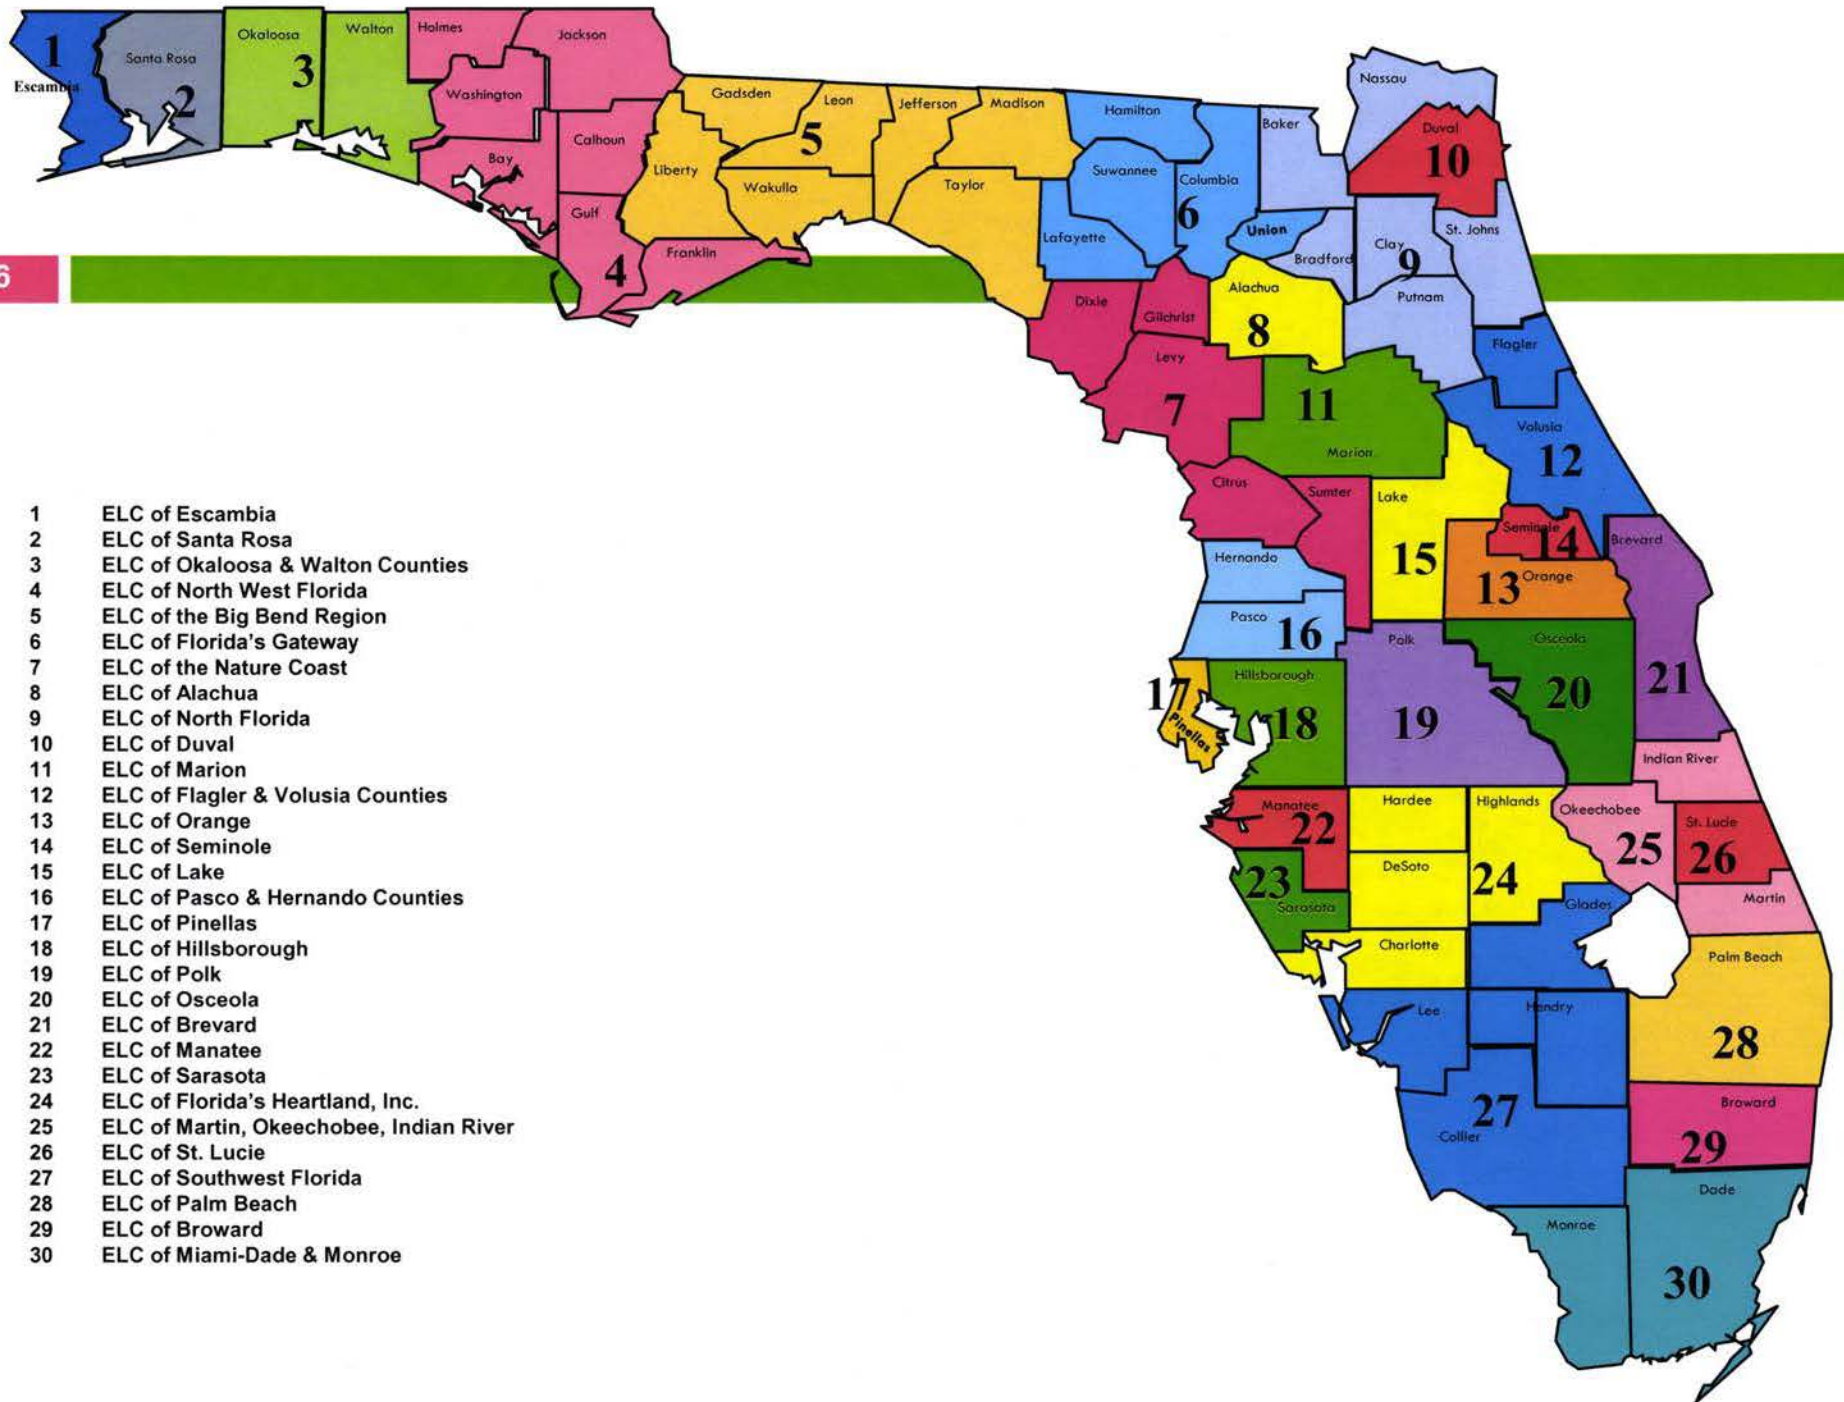 1
Escambia
Santa Rosa
2
Okaloosa
3
Walton
Holmes
Jackson
Washington
Calhoun
Bay
Gulf
4
Franklin
Gadsden
Leon
Jefferson
Madison
5
Liberty
Wakulla
Taylor
Hamilton
Suwannee
Columbia
6
Lafayette
Union
Baker
Nassau
Duval
10
Bradford
Clay
9
St. Johns
Putnam
6
Dixie
Gilchrist
Alachua
8
Levy
7
Flagler
11
Marion
Volusia
12
Citrus
Sumter
Lake
15
Seminole
14
Brevard
Orange
13
Hernando
Pasco
16
Polk
19
Osceola
20
21
17
Pinellas
Hillsborough
18
Indian River
Manatee
22
Hardee
Highlands
Okeechobee
25
St. Lucie
26
23
Sarasota
DeSoto
24
Glades
Martin
Charlotte
Palm Beach
28
Lee
Hendry
27
Collier
Broward
29
Dade
Monroe
30
1 ELC of Escambia
2 ELC of Santa Rosa
3 ELC of Okaloosa & Walton Counties
4 ELC of North West Florida
5 ELC of the Big Bend Region
6 ELC of Florida's Gateway
7 ELC of the Nature Coast
8 ELC of Alachua
9 ELC of North Florida
10 ELC of Duval
11 ELC of Marion
12 ELC of Flagler & Volusia Counties
13 ELC of Orange
14 ELC of Seminole
15 ELC of Lake
16 ELC of Pasco & Hernando Counties
17 ELC of Pinellas
18 ELC of Hillsborough
19 ELC of Polk
20 ELC of Osceola
21 ELC of Brevard
22 ELC of Manatee
23 ELC of Sarasota
24 ELC of Florida's Heartland, Inc.
25 ELC of Martin, Okeechobee, Indian River
26 ELC of St. Lucie
27 ELC of Southwest Florida
28 ELC of Palm Beach
29 ELC of Broward
30 ELC of Miami-Dade & Monroe